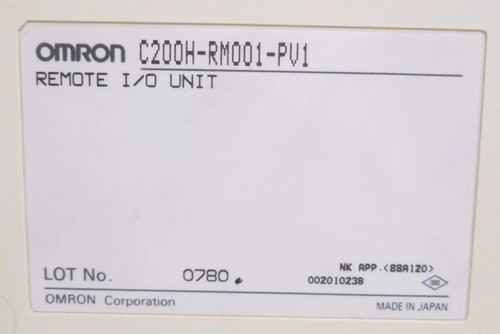 OMRON C200H-RM001-PV1
REMOTE I/O UNIT
NK APP.<88A120>
LOT No. 0780. 00201023B
OMRON Corporation MADE IN JAPAN